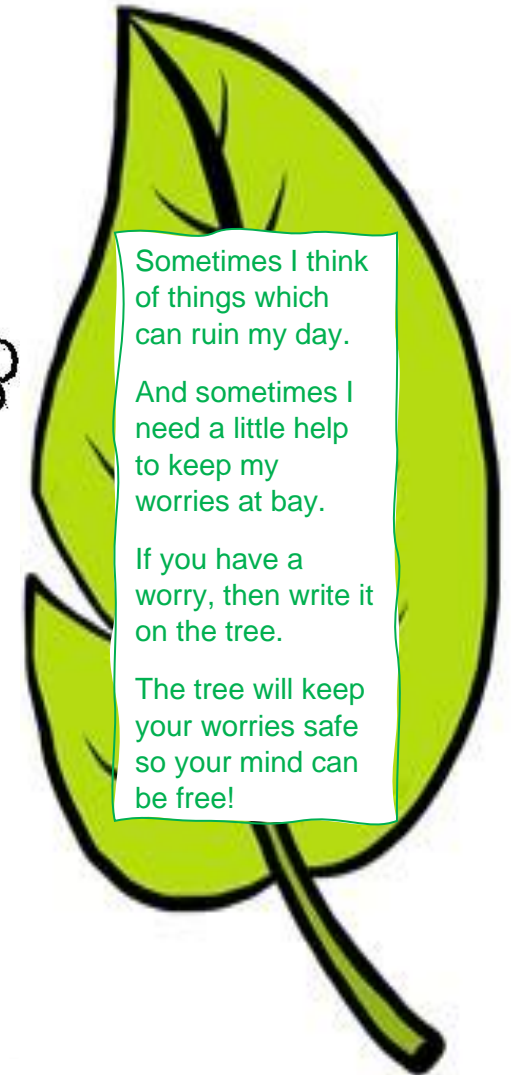 Sometimes I think
of things which
can ruin my day.
And sometimes I
need a little help
to keep my
worries at bay.
If you have a
worry, then write it
on the tree.
The tree will keep
your worries safe
so your mind can
be free!